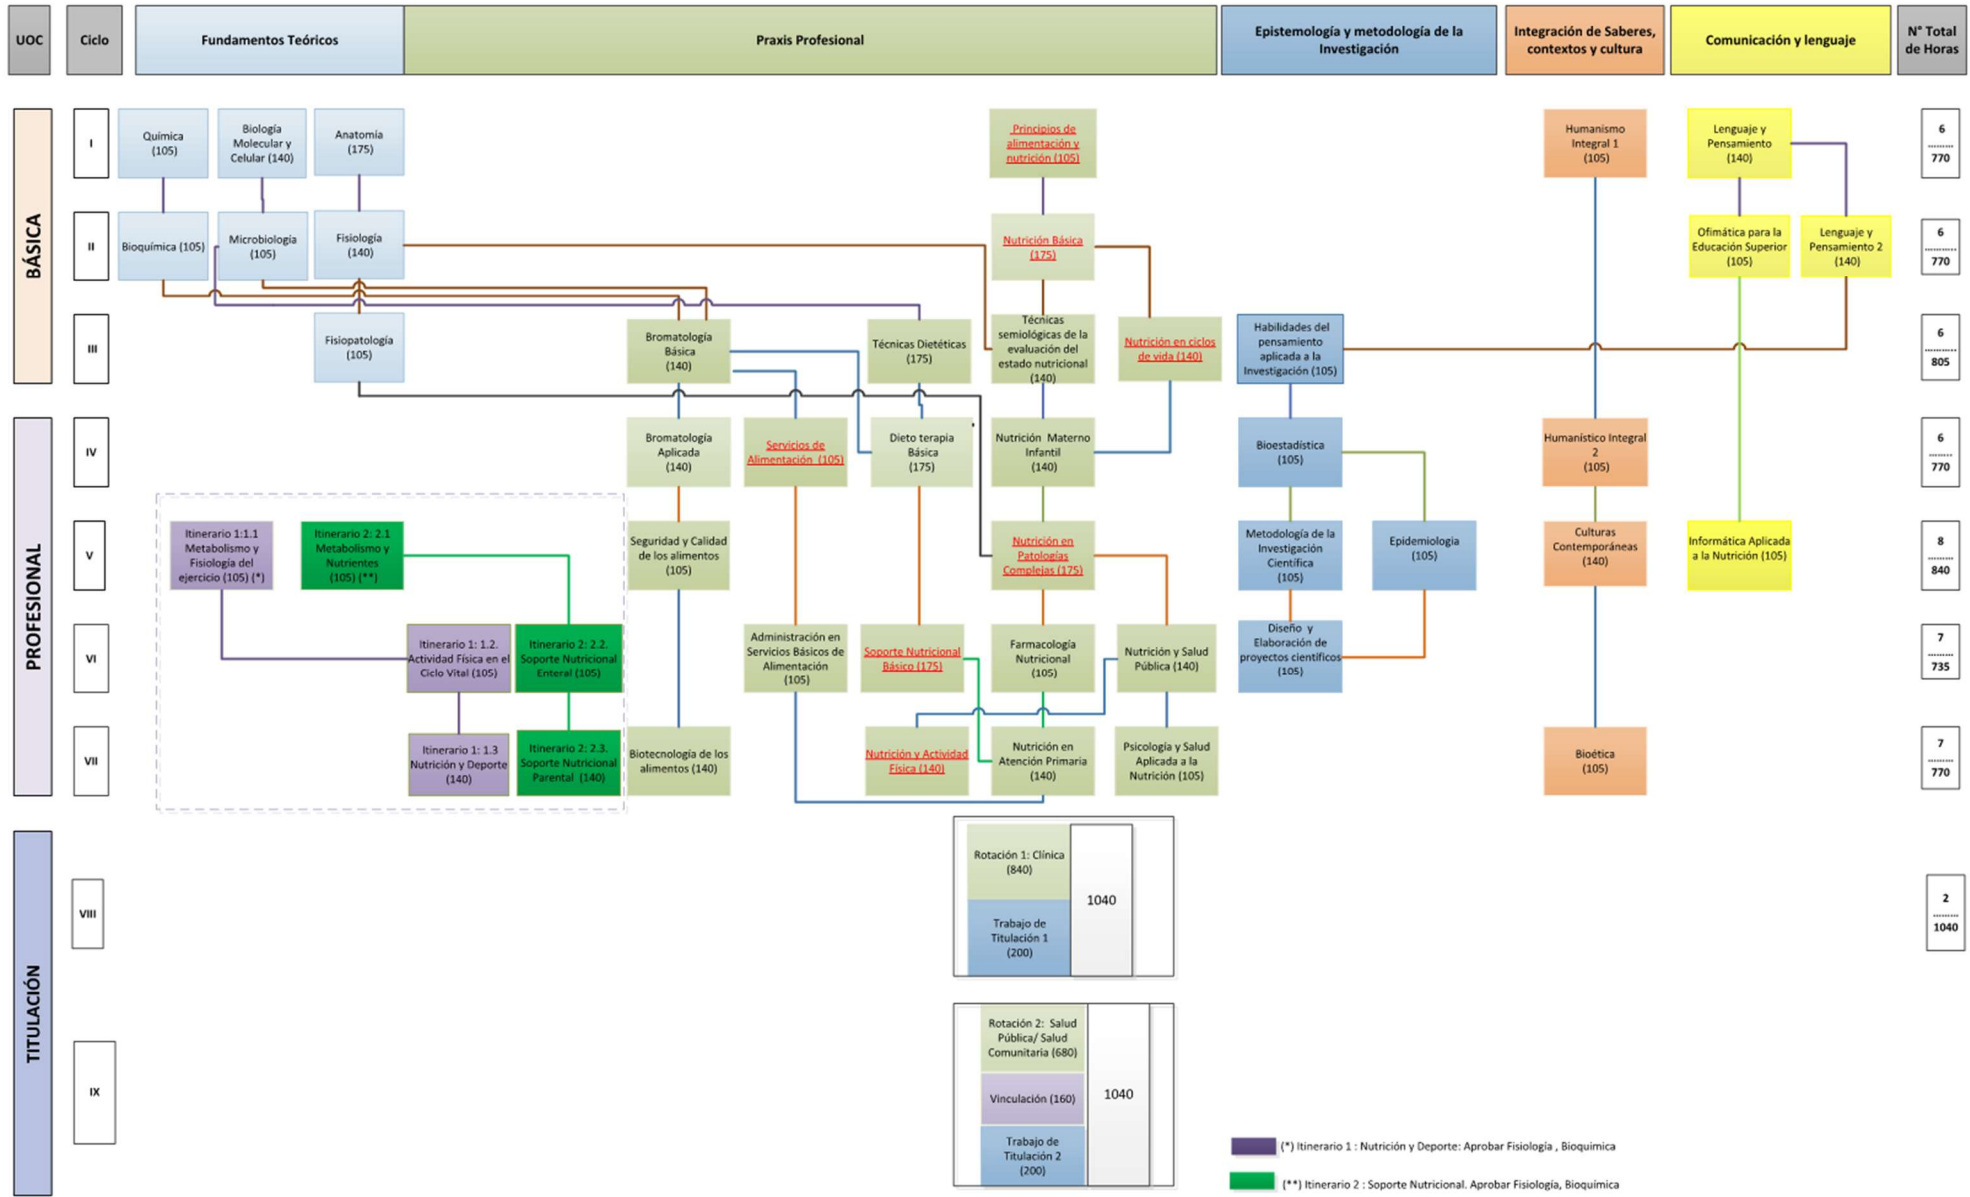 UOC
Ciclo
Fundamentos Teóricos
Praxis Profesional
Epistemología y metodología de la
Investigación
Integración de Saberes,
contextos y cultura
Comunicación y lenguaje
N° Total
de Horas
BÁSICA
I
Química
(105)
Biología
Molecular y
Celular (140)
Anatomía
(175)
Principios de
alimentación y
nutrición (105)
Humanismo
Integral 1
(105)
Lenguaje y
Pensamiento
(140)
6
.........
770
II
Bioquímica (105)
Microbiología
(105)
Fisiología
(140)
Nutrición Básica
(175)
Ofimática para la
Educación Superior
(105)
Lenguaje y
Pensamiento 2
(140)
6
...........
770
III
Fisiopatología
(105)
Bromatología
Básica
(140)
Técnicas Dietéticas
(175)
Técnicas
semiológicas de la
evaluación del
estado nutricional
(140)
Nutrición en ciclos
de vida (140)
Habilidades del
pensamiento
aplicada a la
Investigación (105)
6
...........
805
PROFESIONAL
IV
Bromatología
Aplicada
(140)
Servicios de
Alimentación (105)
Dieto terapia
Básica
(175)
Nutrición Materno
Infantil
(140)
Bioestadística
(105)
Humanístico Integral
2
(105)
6
........
770
V
Itinerario 1:1.1
Metabolismo y
Fisiología del
ejercicio (105) (*)
Itinerario 2: 2.1
Metabolismo y
Nutrientes
(105) (**)
Seguridad y Calidad
de los alimentos
(105)
Nutrición en
Patologías
Complejas (175)
Metodología de la
Investigación
Científica
(105)
Epidemiologia
(105)
Culturas
Contemporáneas
(140)
Informática Aplicada
a la Nutrición (105)
8
.........
840
VI
Itinerario 1: 1.2.
Actividad Física en el
Ciclo Vital (105)
Itinerario 2: 2.2.
Soporte Nutricional
Enteral (105)
Administración en
Servicios Básicos de
Alimentación
(105)
Soporte Nutricional
Básico (175)
Farmacología
Nutricional
(105)
Nutrición y Salud
Pública (140)
Diseño y
Elaboración de
proyectos científicos
(105)
7
.........
735
VII
Itinerario 1: 1.3
Nutrición y Deporte
(140)
Itinerario 2: 2.3.
Soporte Nutricional
Parental (140)
Biotecnología de los
alimentos (140)
Nutrición y Actividad
Física (140)
Nutrición en
Atención Primaria
(140)
Psicología y Salud
Aplicada a la
Nutrición (105)
Bioética
(105)
7
.........
770
TITULACIÓN
VIII
Rotación 1: Clínica
(840)
Trabajo de
Titulación 1
(200)
1040
2
.........
1040
IX
Rotación 2: Salud
Pública/ Salud
Comunitaria (680)
Vinculación (160)
Trabajo de
Titulación 2
(200)
1040
(*) Itinerario 1 : Nutrición y Deporte: Aprobar Fisiología , Bioquimica
(**) Itinerario 2 : Soporte Nutricional. Aprobar Fisiología, Bioquímica